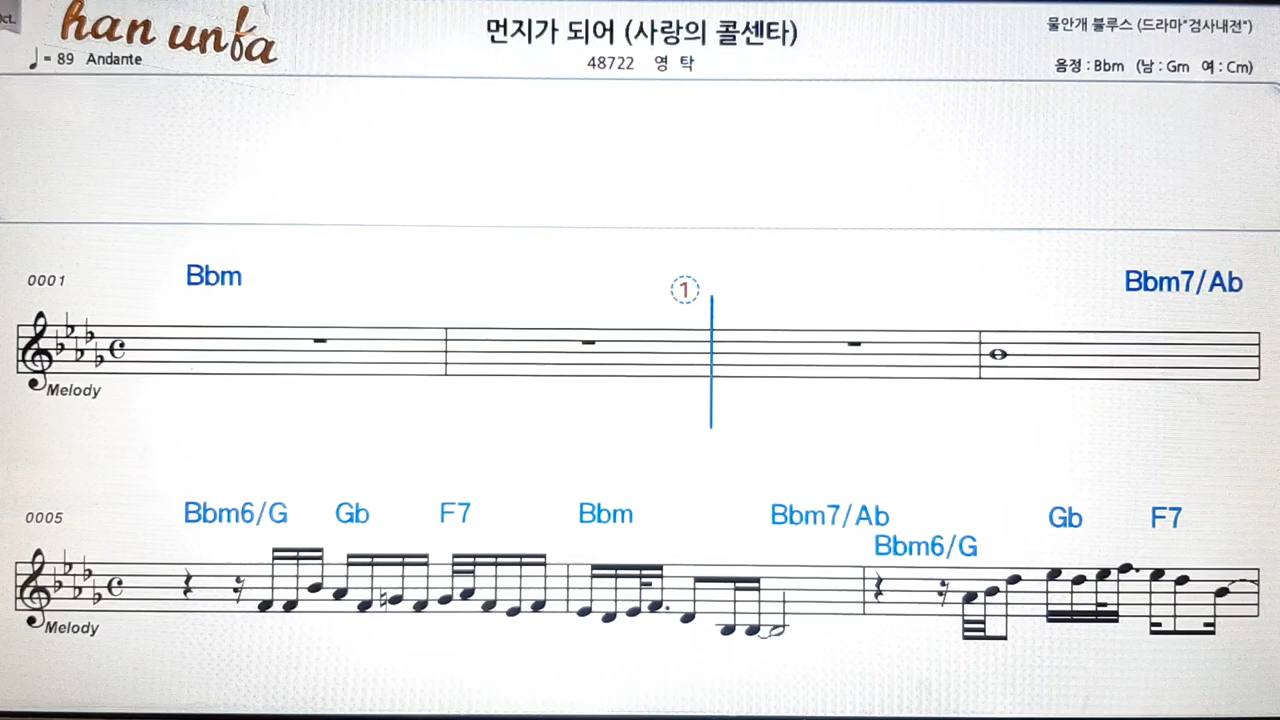 ct.
han unfa
먼지가 되어 (사랑의 콜센타)
물안개 블루스 (드라마"검사내전")
♩= 89 Andante
48722 영 탁
음정 : Bbm (남 : Gm 여 : Cm)
0001 Bbm ① Bbm7/Ab
Melody
0005 Bbm6/G Gb F7 Bbm Bbm7/Ab Gb F7
Bbm6/G
Melody